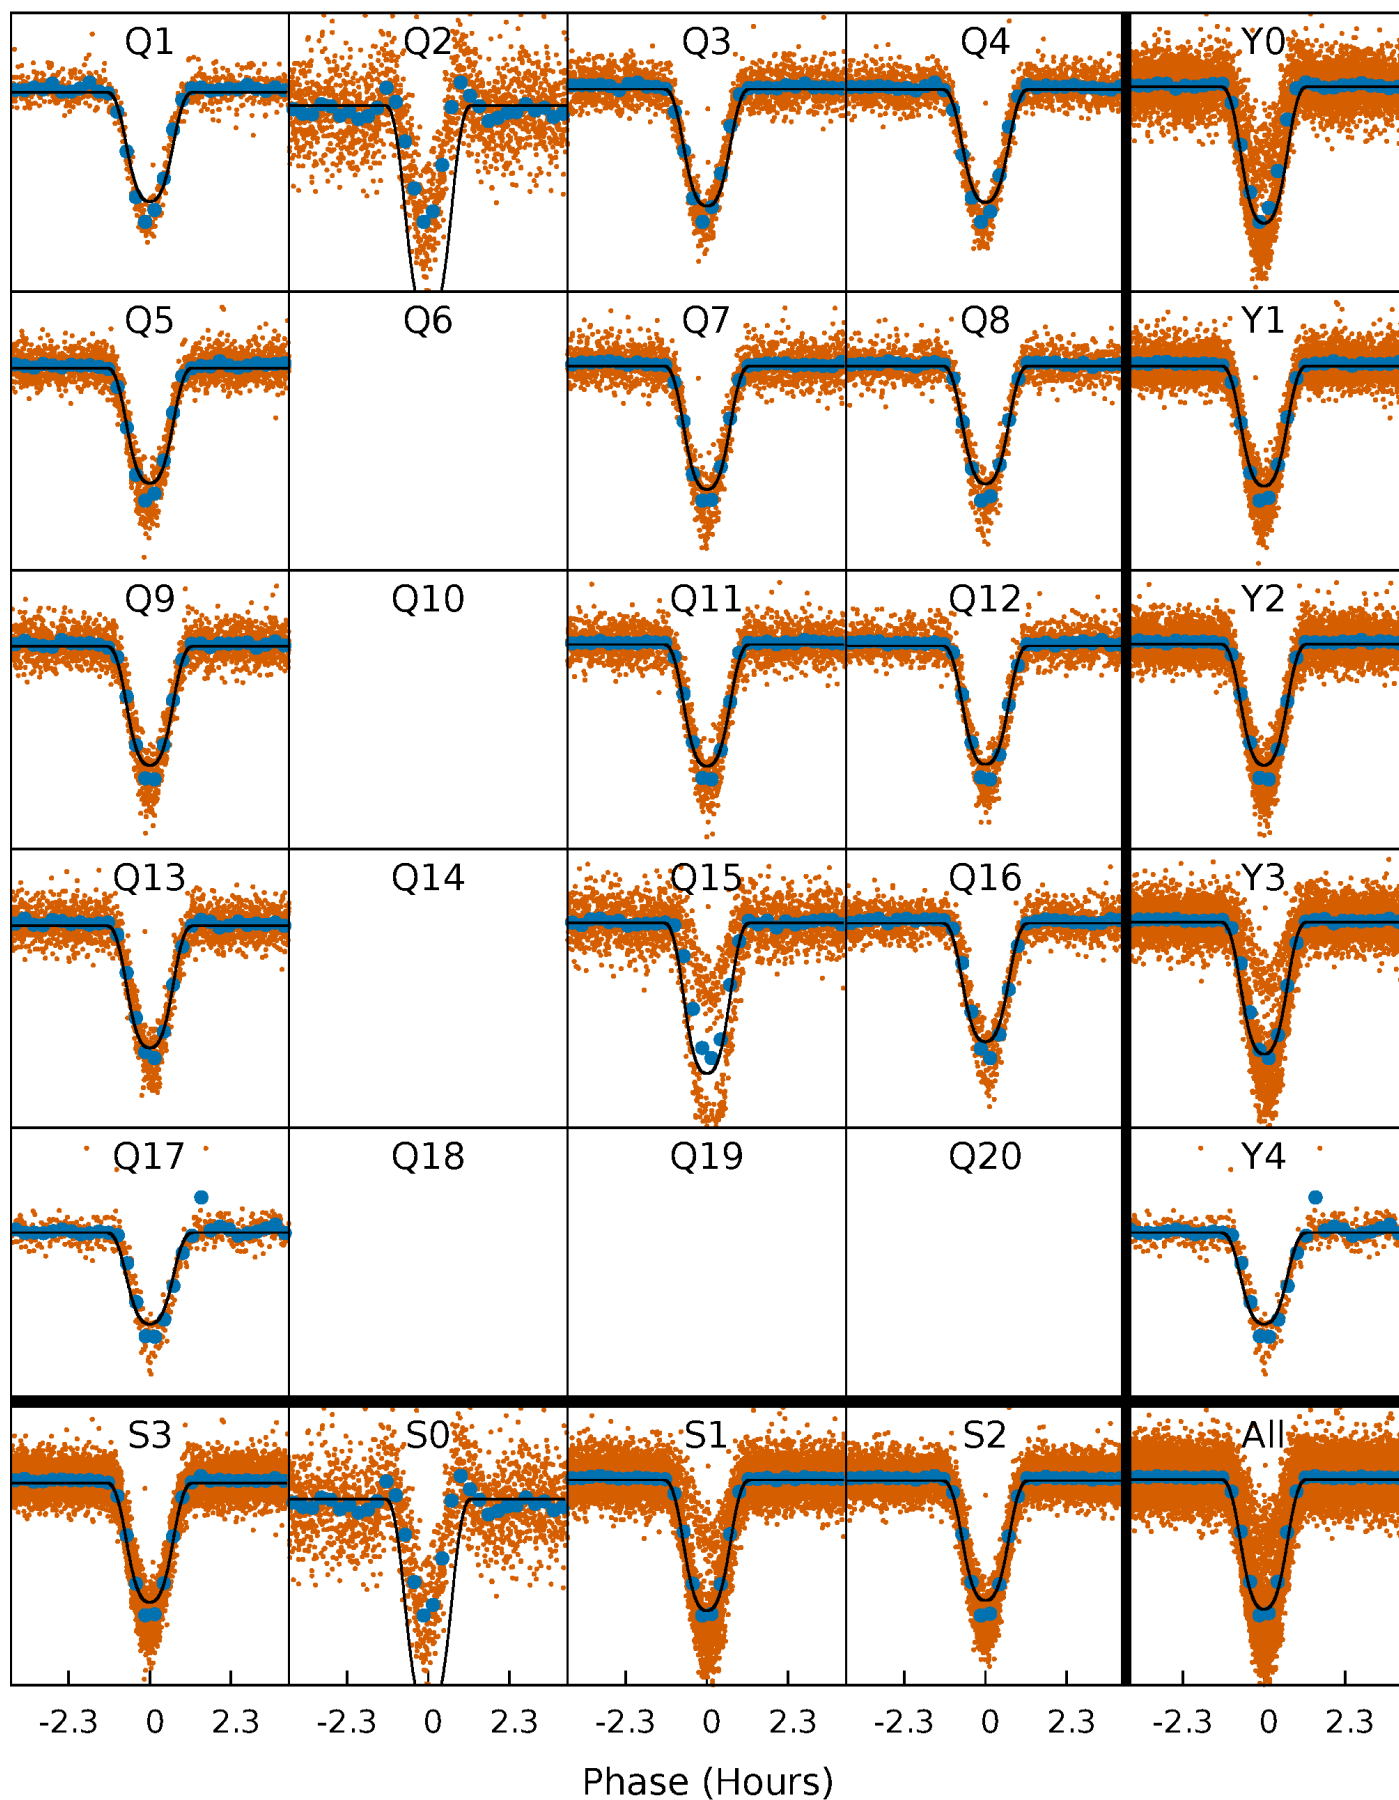 Q1 Q2 Q3 Q4 Y0
Q5 Q6 Q7 Q8 Y1
Q9 Q10 Q11 Q12 Y2
Q13 Q14 Q15 Q16 Y3
Q17 Q18 Q19 Q20 Y4
S3 S0 S1 S2 All
-2.3 0 2.3 -2.3 0 2.3 -2.3 0 2.3 -2.3 0 2.3 -2.3 0 2.3
Phase (Hours)